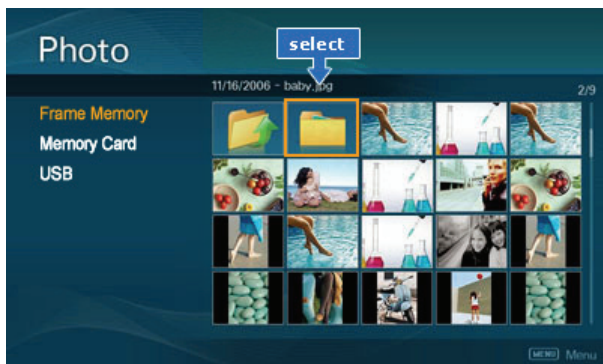 Photo
select
11/16/2006 - baby.jpg
2/9
Frame Memory
Memory Card
USB
MENU Menu